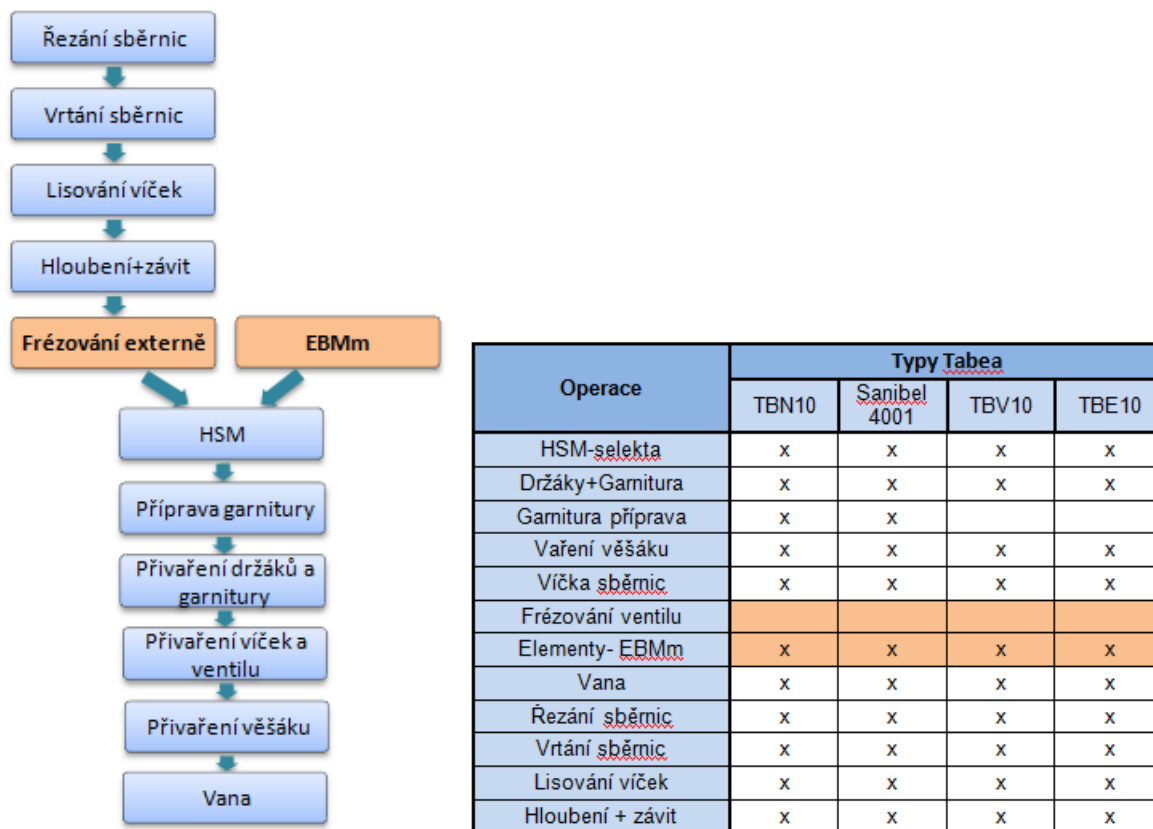 Řezání sběrnic
Vrtání sběrnic
Lisování víček
Hloubení+závit
Frézování externě
EBMm
HSM
Příprava garnitury
Přivaření držáků a
garnitury
Přivaření víček a
ventilu
Přivaření věšáku
Vana
Operace
Typy Tabea
TBN10
Sanibel
4001
TBV10
TBE10
HSM-selekta x x x x
Držáky+Garnitura x x x x
Garnitura příprava x x
Vaření věšáku x x x x
Víčka sběrnic x x x x
Frézování ventilu
Elementy- EBMm x x x x
Vana x x x x
Řezání sběrnic x x x x
Vrtání sběrnic x x x x
Lisování víček x x x x
Hloubení + závit x x x x